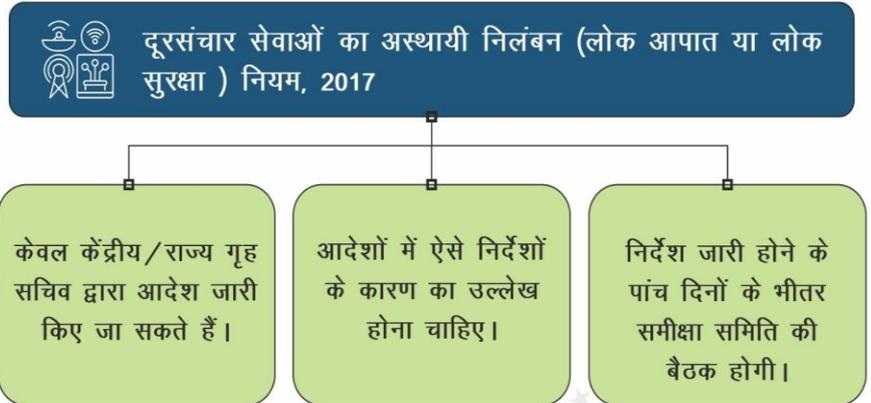 दूरसंचार सेवाओं का अस्थायी निलंबन (लोक आपात या लोक
सुरक्षा ) नियम, 2017
केवल केंद्रीय/राज्य गृह
सचिव द्वारा आदेश जारी
किए जा सकते हैं।
आदेशों में ऐसे निर्देशों
के कारण का उल्लेख
होना चाहिए।
निर्देश जारी होने के
पांच दिनों के भीतर
समीक्षा समिति की
बैठक होगी।